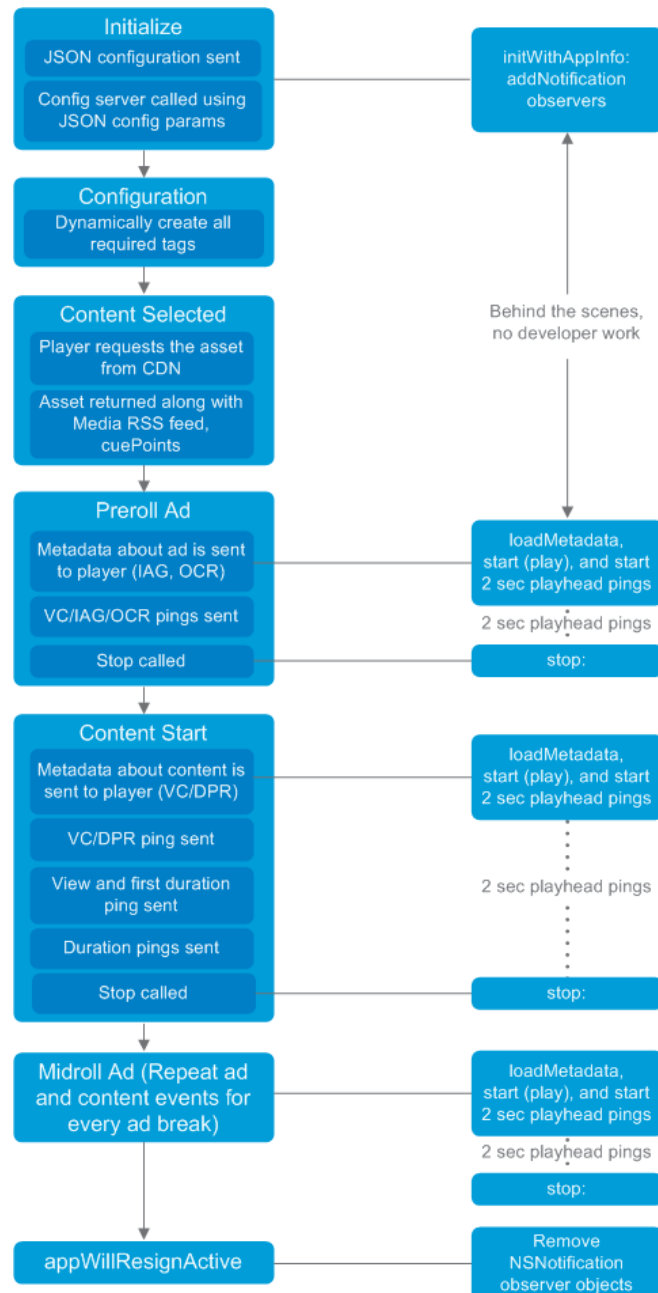 Initialize
JSON configuration sent
Config server called using
JSON config params
initWithAppInfo:
addNotification
observers
Configuration
Dynamically create all
required tags
Content Selected
Player requests the asset
from CDN
Asset returned along with
Media RSS feed,
cuePoints
Behind the scenes,
no developer work
Preroll Ad
Metadata about ad is sent
to player (IAG, OCR)
VC/IAG/OCR pings sent
Stop called
loadMetadata,
start (play), and start
2 sec playhead pings
2 sec playhead pings
stop:
Content Start
Metadata about content is
sent to player (VC/DPR)
VC/DPR ping sent
View and first duration
ping sent
Duration pings sent
Stop called
loadMetadata,
start (play), and start
2 sec playhead pings
2 sec playhead pings
stop:
Midroll Ad (Repeat ad
and content events for
every ad break)
loadMetadata,
start (play), and start
2 sec playhead pings
2 sec playhead pings
stop:
appWillResignActive
Remove
NSNotification
observer objects